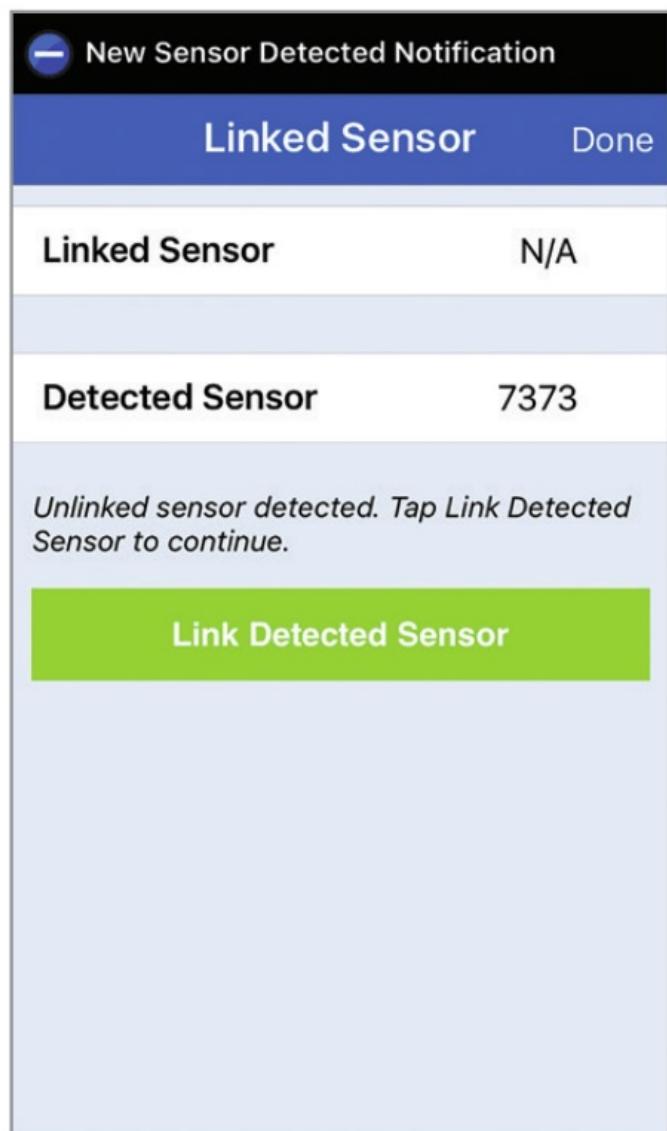 New Sensor Detected Notification
Linked Sensor Done
Linked Sensor N/A
Detected Sensor 7373
Unlinked sensor detected. Tap Link Detected
Sensor to continue.
Link Detected Sensor